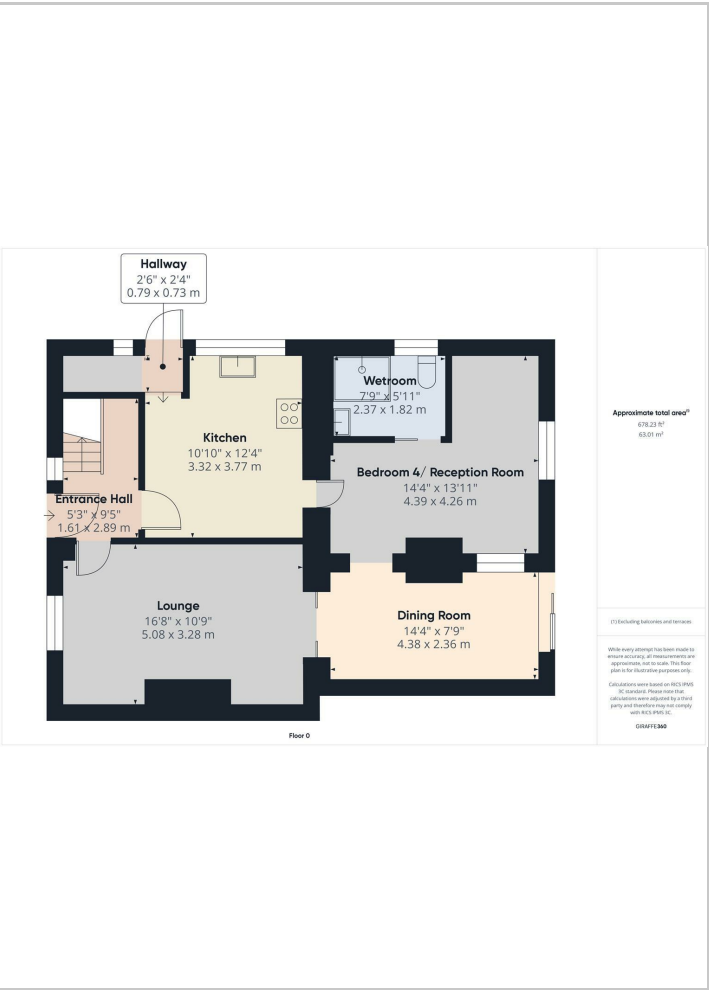 Hallway
2'6" x 2'4"
0.79 x 0.73 m
Wetroom
7'9" x 5'11"
2.37 x 1.82 m
Kitchen
10'10" x 12'4"
3.32 x 3.77 m
Bedroom 4/ Reception Room
14'4" x 13'11"
4.39 x 4.26 m
Entrance Hall
5'3" x 9'5"
1.61 x 2.89 m
Lounge
16'8" x 10'9"
5.08 x 3.28 m
Dining Room
14'4" x 7'9"
4.38 x 2.36 m
Floor 0
Approximate total area⁽¹⁾
678.23 ft²
63.01 m²
(1) Excluding balconies and terraces
While every attempt has been made to
ensure accuracy, all measurements are
approximate, not to scale. This floor
plan is for illustrative purposes only.
Calculations were based on RICS IPMS
3C standard. Please note that
calculations were adjusted by a third
party and therefore may not comply
with RICS IPMS 3C.
GIRAFFE360